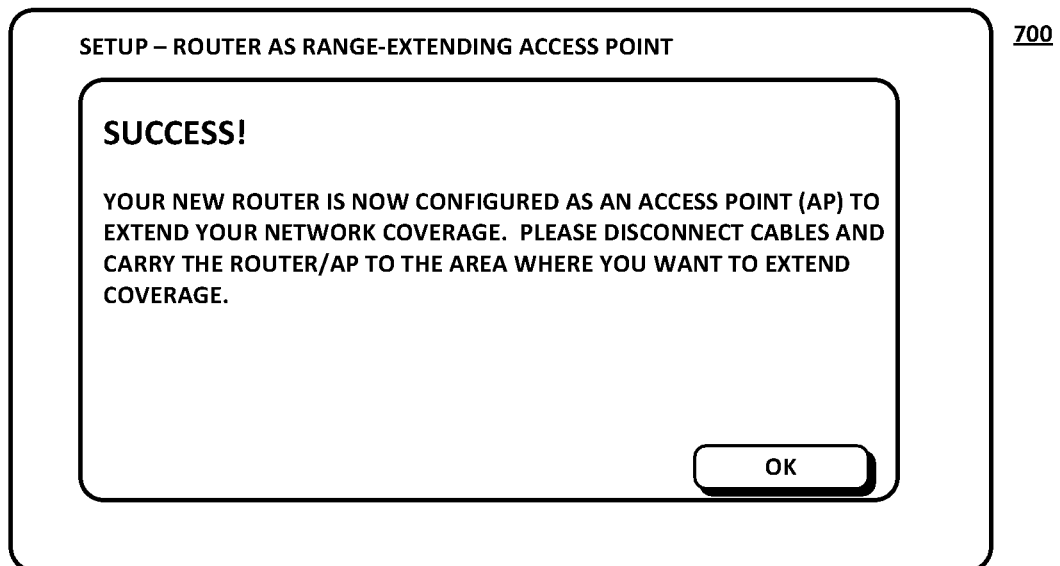 SETUP – ROUTER AS RANGE-EXTENDING ACCESS POINT
700
SUCCESS!
YOUR NEW ROUTER IS NOW CONFIGURED AS AN ACCESS POINT (AP) TO
EXTEND YOUR NETWORK COVERAGE.  PLEASE DISCONNECT CABLES AND
CARRY THE ROUTER/AP TO THE AREA WHERE YOU WANT TO EXTEND
COVERAGE.
OK